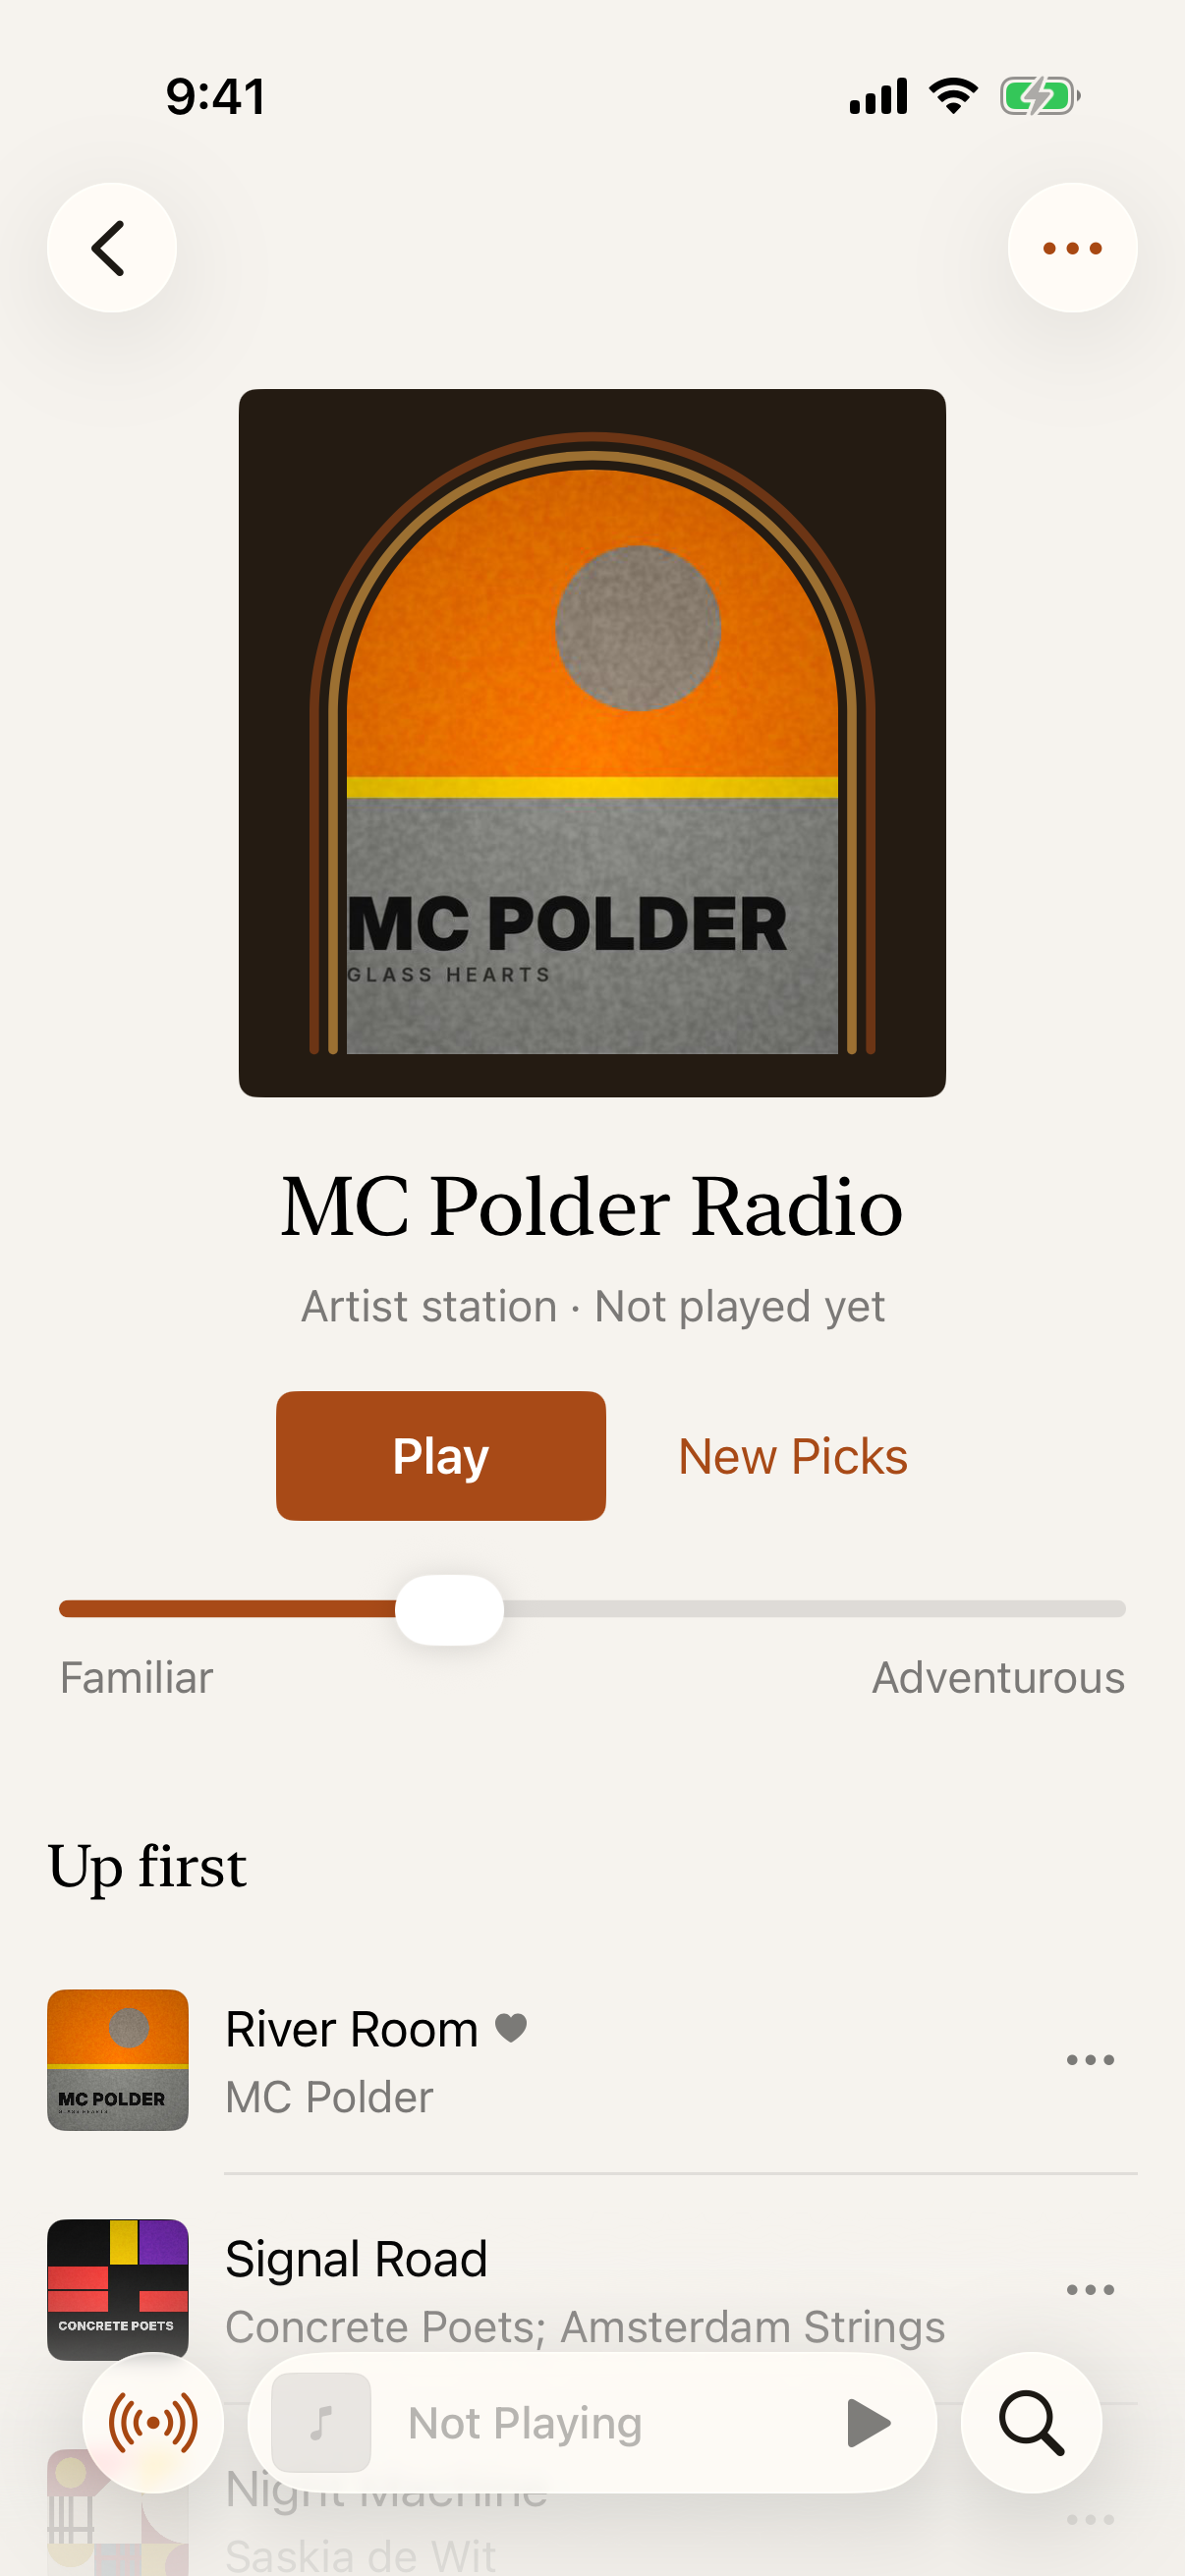 9:41
MC POLDER
GLASS HEARTS
MC Polder Radio
Artist station · Not played yet
Play
New Picks
Familiar
Adventurous
Up first
River Room
MC POLDER
MC Polder
Signal Road
CONCRETE POETS
Concrete Poets; Amsterdam Strings
Not Playing
Night Machine
Saskia de Wit